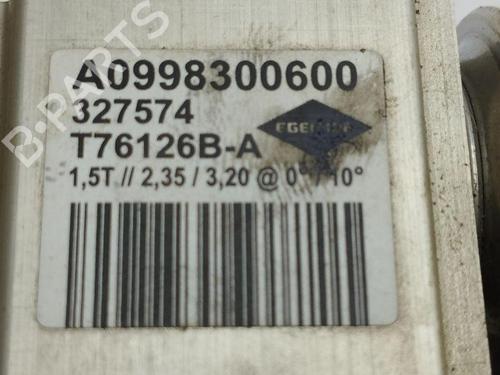 A0998300600
327574
T76126B-A
1,5T // 2,35 / 3,20 @ 0° / 10°
B-PARTS